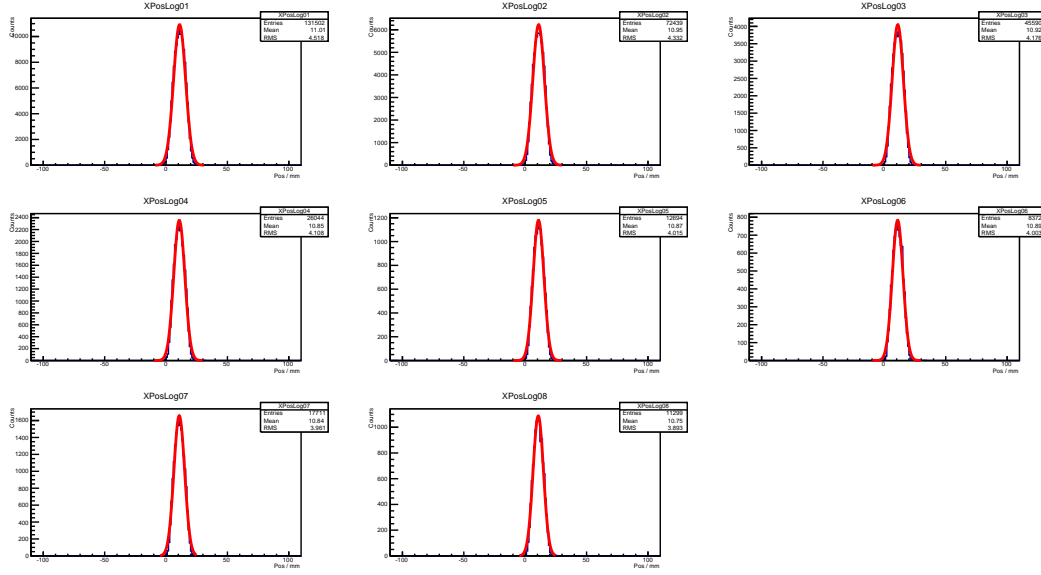 XPosLog01
XPosLog01
Entries 131502
Mean 11.01
RMS 4.518
Counts
10000
8000
6000
4000
2000
0
-100 -50 0 50 100
Pos / mm
XPosLog02
XPosLog02
Entries 72439
Mean 10.95
RMS 4.332
Counts
6000
5000
4000
3000
2000
1000
0
-100 -50 0 50 100
Pos / mm
XPosLog03
XPosLog03
Entries 45590
Mean 10.92
RMS 4.176
Counts
4000
3500
3000
2500
2000
1500
1000
500
0
-100 -50 0 50 100
Pos / mm
XPosLog04
XPosLog04
Entries 26044
Mean 10.85
RMS 4.108
Counts
2400
2200
2000
1800
1600
1400
1200
1000
800
600
400
200
0
-100 -50 0 50 100
Pos / mm
XPosLog05
XPosLog05
Entries 12694
Mean 10.87
RMS 4.015
Counts
1200
1000
800
600
400
200
0
-100 -50 0 50 100
Pos / mm
XPosLog06
XPosLog06
Entries 8372
Mean 10.89
RMS 4.003
Counts
800
700
600
500
400
300
200
100
0
-100 -50 0 50 100
Pos / mm
XPosLog07
XPosLog07
Entries 17711
Mean 10.84
RMS 3.961
Counts
1600
1400
1200
1000
800
600
400
200
0
-100 -50 0 50 100
Pos / mm
XPosLog08
XPosLog08
Entries 11299
Mean 10.75
RMS 3.893
Counts
1000
800
600
400
200
0
-100 -50 0 50 100
Pos / mm